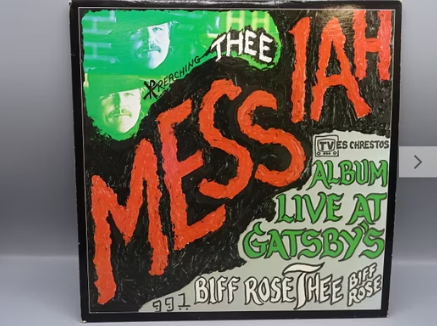 THEE
PREACHING
MESSIAH
TV ES CHRESTOS
ALBUM
LIVE AT
GATSBY'S
BIFF ROSE THEE BIFF ROSE